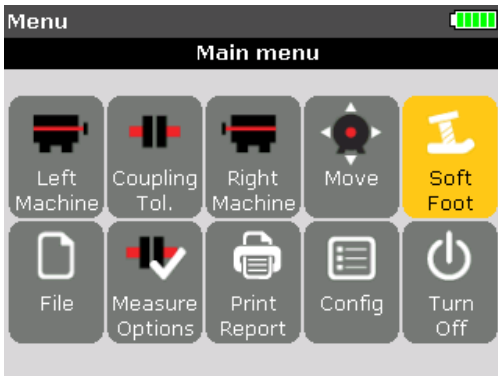 Menu
Main menu
Left Machine
Coupling Tol.
Right Machine
Move
Soft Foot
File
Measure Options
Print Report
Config
Turn Off